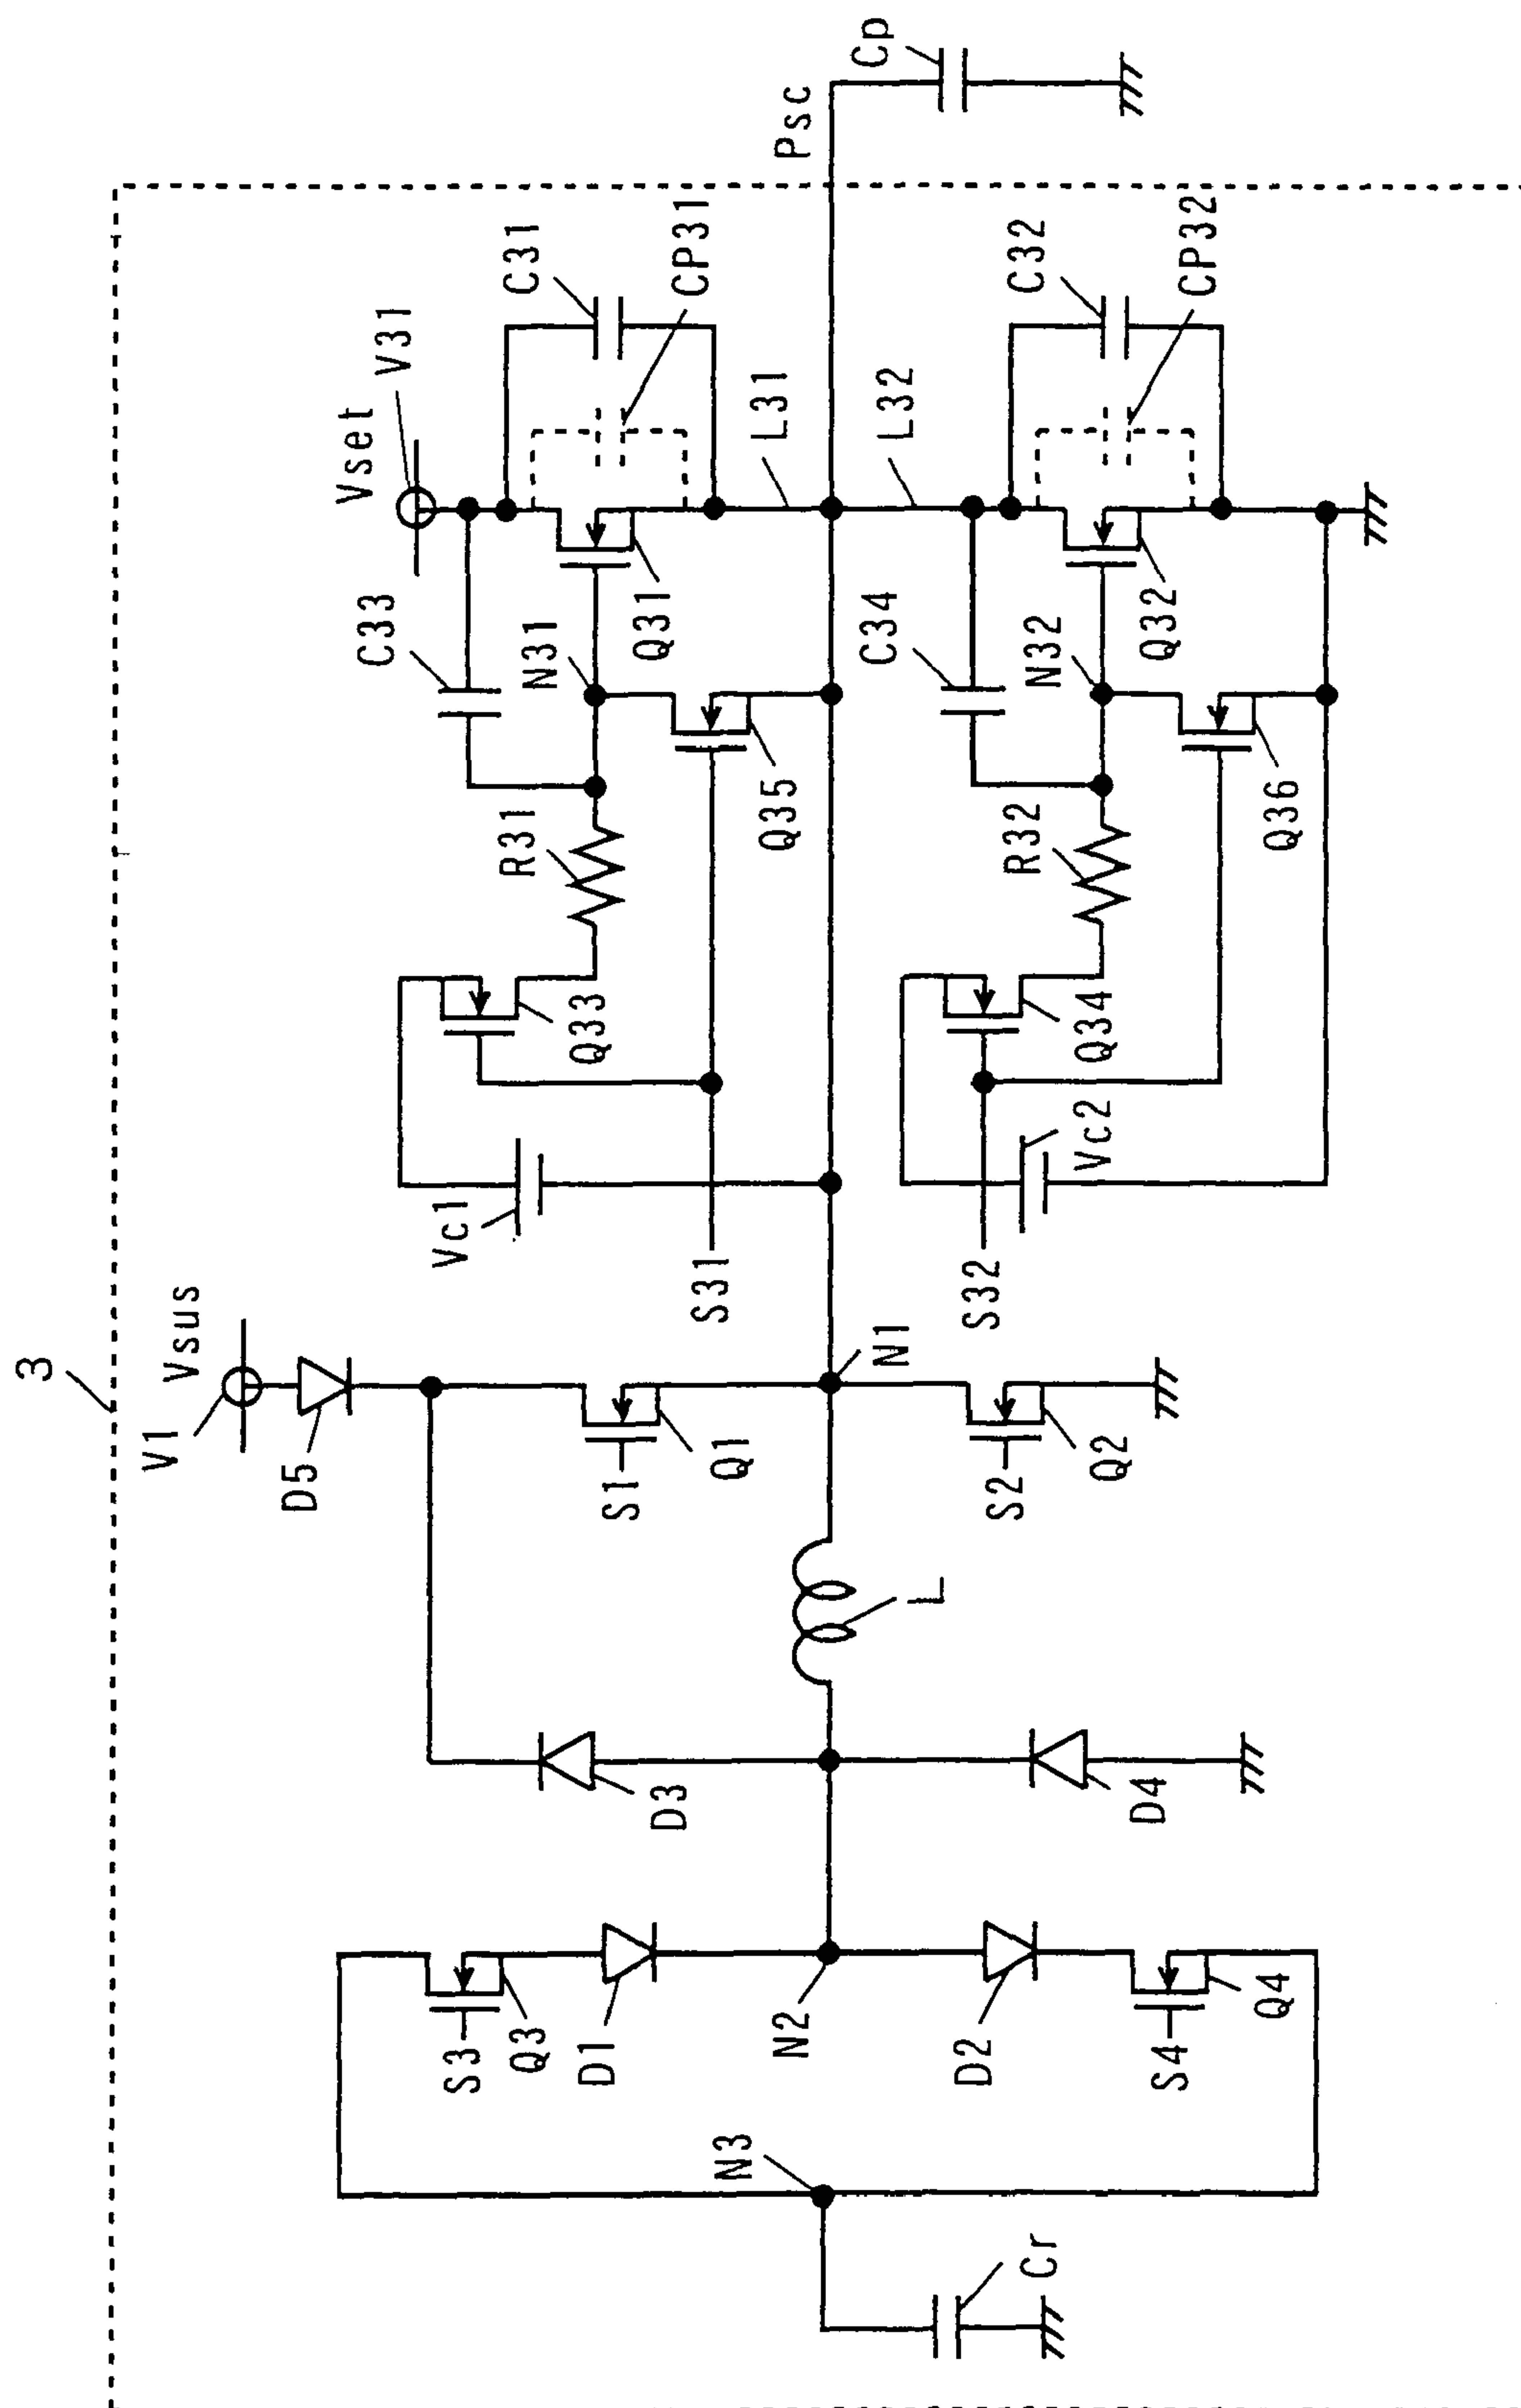 3
V1
Vsus
D5
S1
Q1
N1
S2
Q2
L
D3
D4
S3
Q3
D1
N2
D2
S4
Q4
N3
Cr
Vset
V31
C33
N31
Q31
C31
CP31
L31
R31
Q35
Q33
Vc1
S31
Psc
Cp
L32
C34
N32
Q32
C32
CP32
R32
Q36
Q34
Vc2
S32